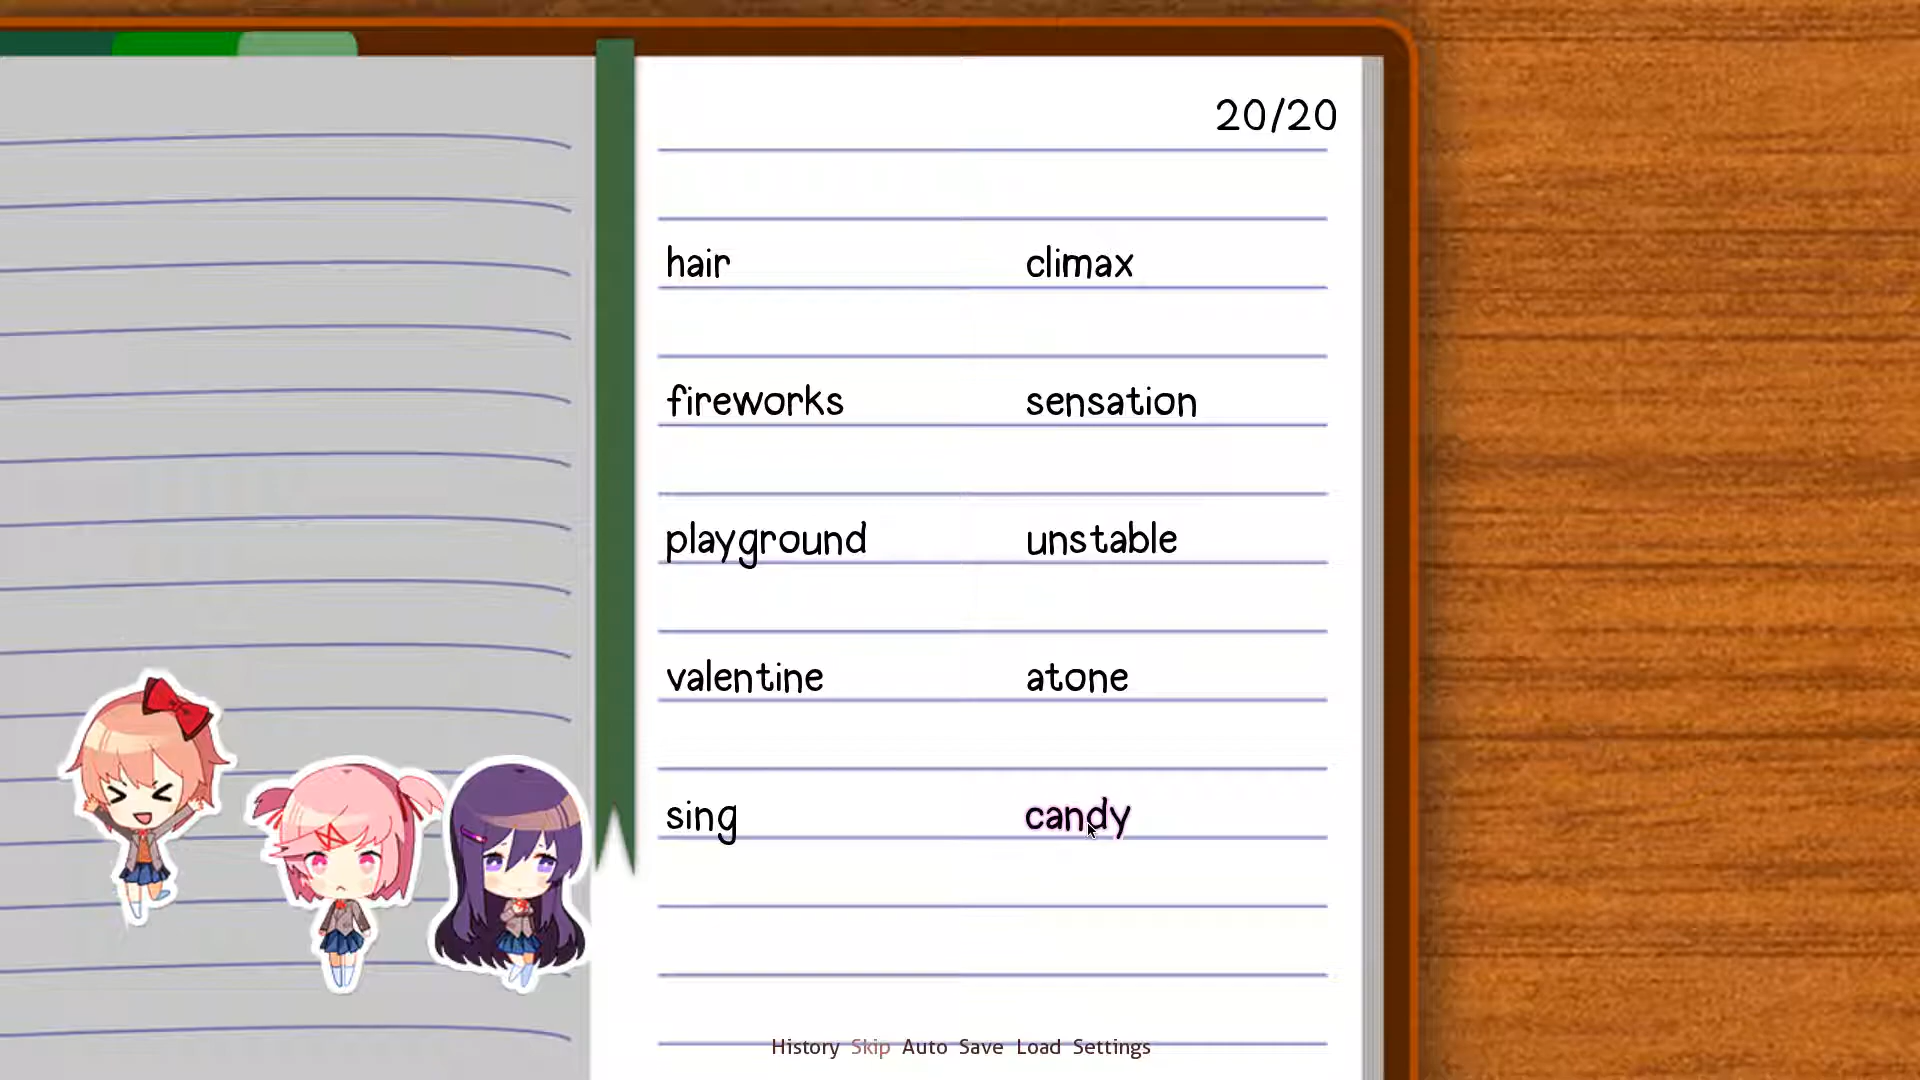 20/20
hair climax
fireworks sensation
playground unstable
valentine atone
sing candy
History Skip Auto Save Load Settings